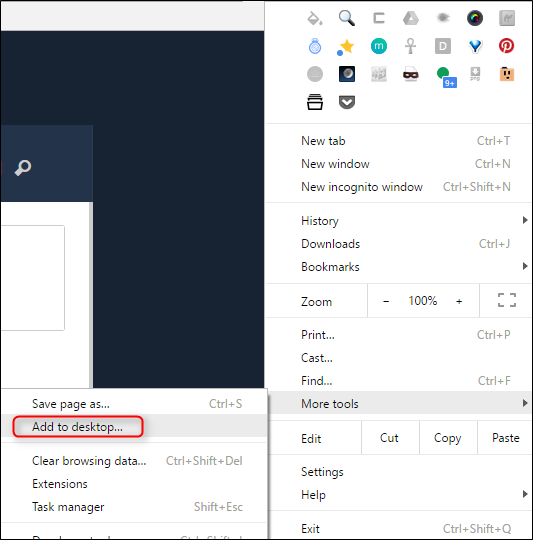 D
9+
png
New tab Ctrl+T
New window Ctrl+N
New incognito window Ctrl+Shift+N
History
Downloads Ctrl+J
Bookmarks
Zoom − 100% +
Print... Ctrl+P
Cast...
Find... Ctrl+F
More tools
Edit Cut Copy Paste
Settings
Help
Exit Ctrl+Shift+Q
Save page as... Ctrl+S
Add to desktop...
Clear browsing data... Ctrl+Shift+Del
Extensions
Task manager Shift+Esc